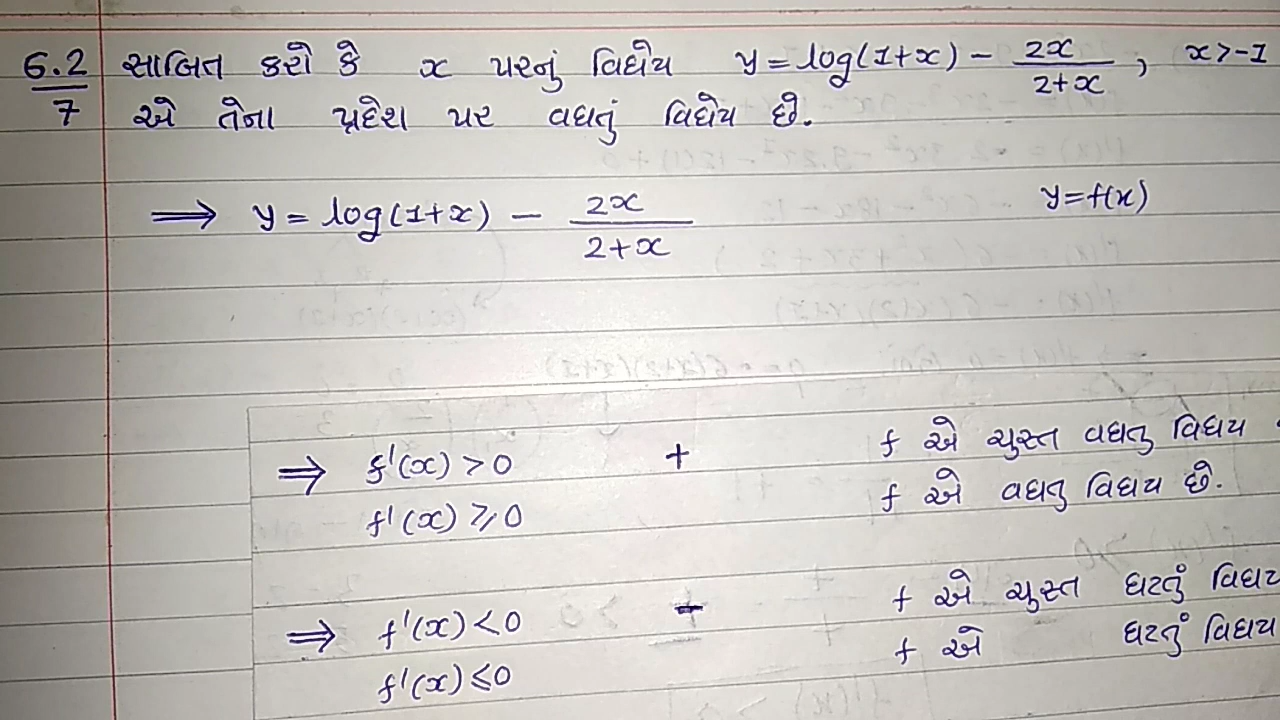 6.2/7 સાબિત કરો કે x પરનું વિધેય y = log(1+x) - 2x/2+x , x>-1
એ તેના પ્રદેશ પર વધતું વિધેય છે.
⟹ y = log(1+x) - 2x/2+x y=f(x)
⟹ f'(x) > 0 + f એ ચુસ્ત વધતુ વિધય
f'(x) ⩾ 0 f એ વધતુ વિધય છે.
⟹ f'(x) < 0 - f એ ચુસ્ત ઘટતું વિધય
f'(x) ⩽ 0 f એ ઘટતું વિધય